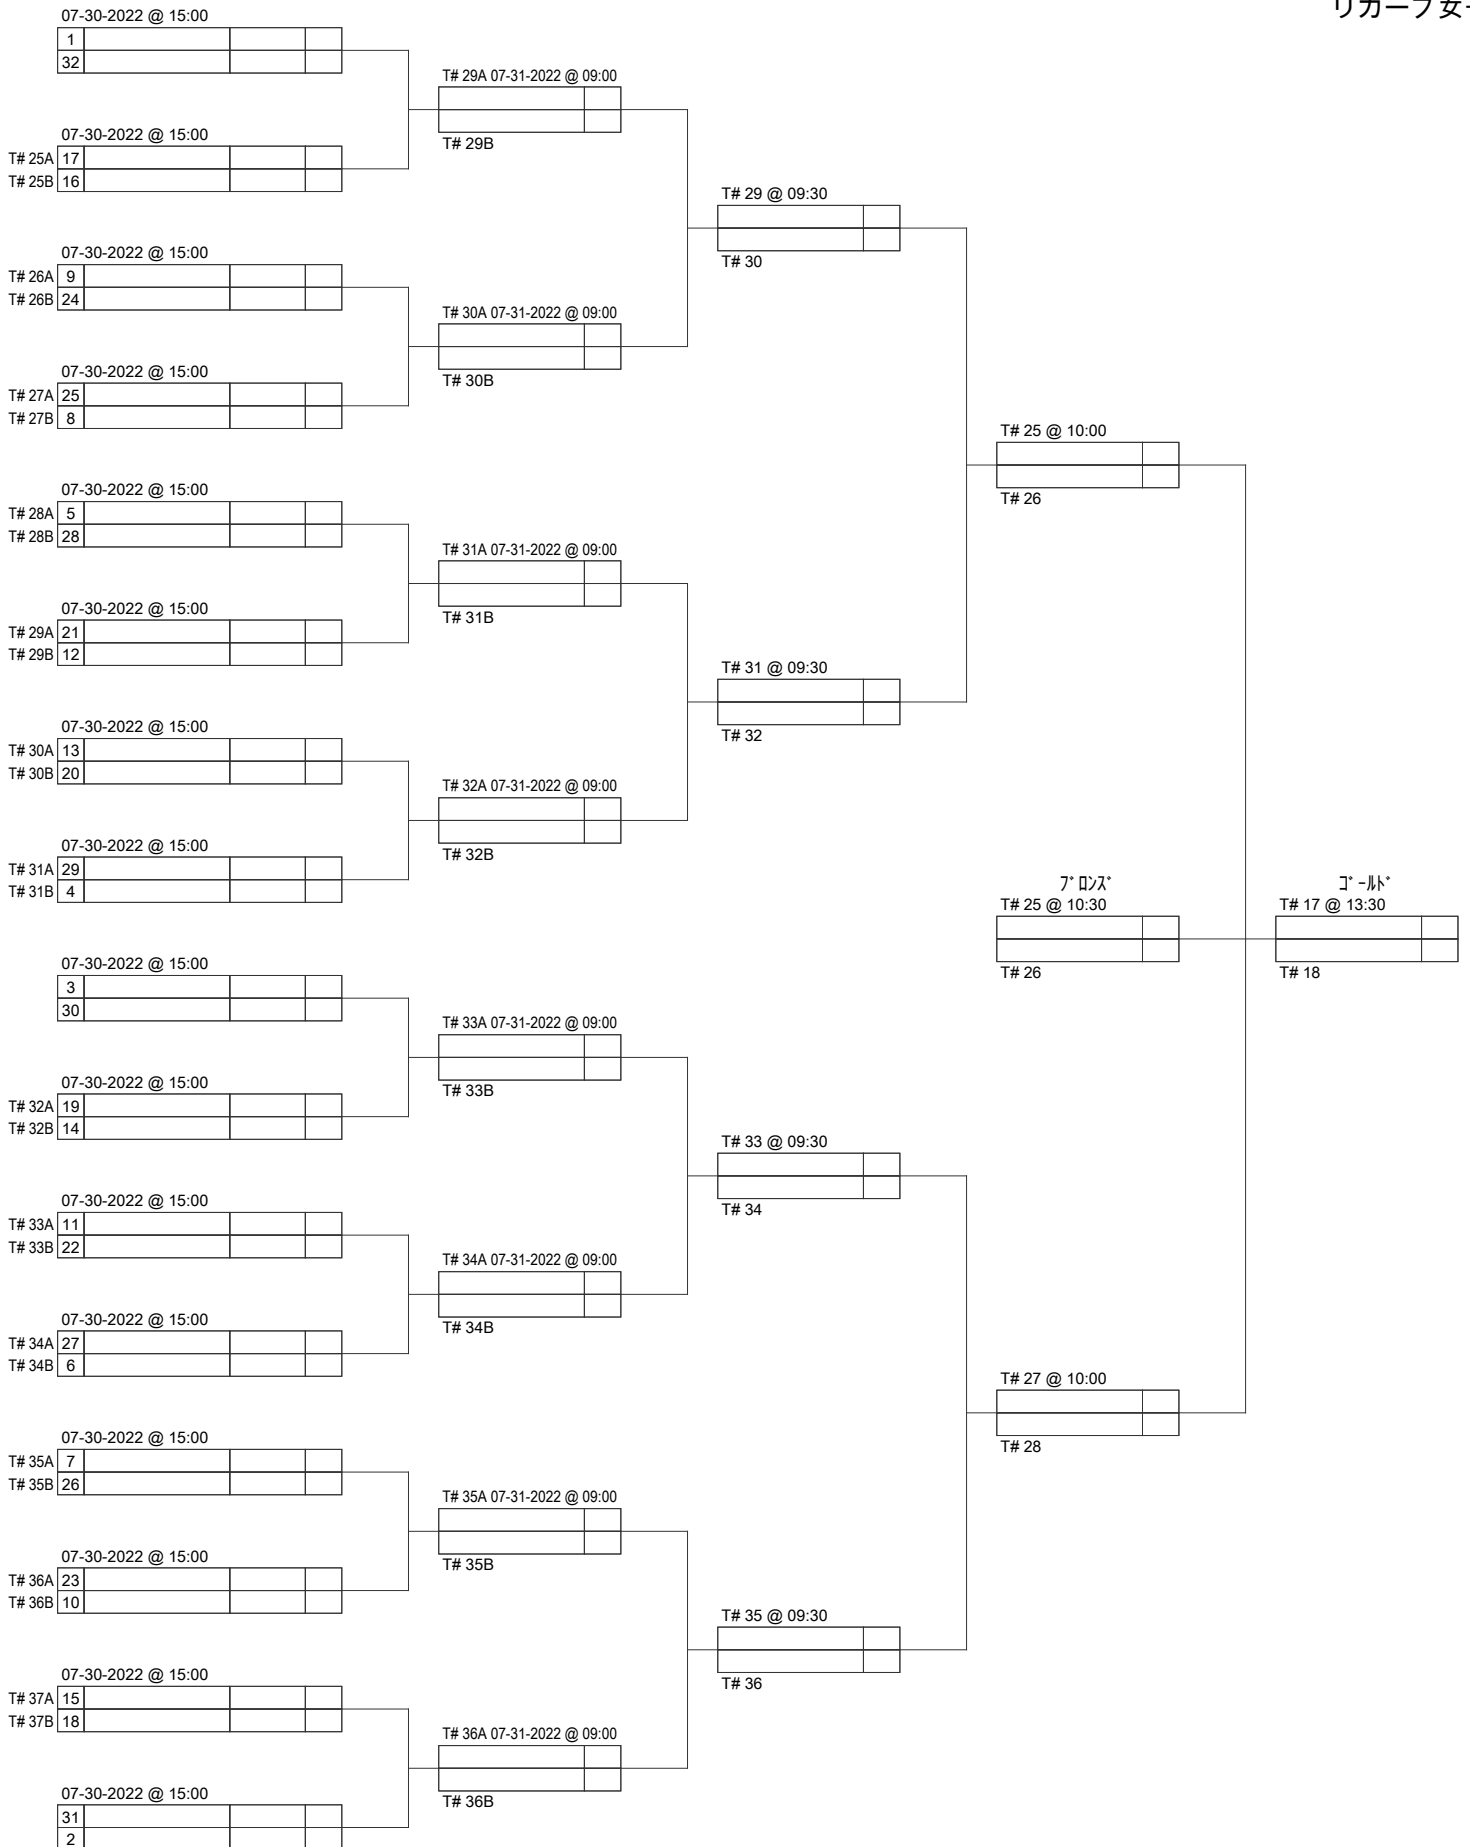 リカーブ女
07-30-2022 @ 15:00
1
32
T# 29A 07-31-2022 @ 09:00
T# 29B
07-30-2022 @ 15:00
T# 25A 17
T# 25B 16
T# 29 @ 09:30
T# 30
07-30-2022 @ 15:00
T# 26A 9
T# 26B 24
T# 30A 07-31-2022 @ 09:00
T# 30B
07-30-2022 @ 15:00
T# 27A 25
T# 27B 8
T# 25 @ 10:00
T# 26
07-30-2022 @ 15:00
T# 28A 5
T# 28B 28
T# 31A 07-31-2022 @ 09:00
T# 31B
07-30-2022 @ 15:00
T# 29A 21
T# 29B 12
T# 31 @ 09:30
T# 32
07-30-2022 @ 15:00
T# 30A 13
T# 30B 20
T# 32A 07-31-2022 @ 09:00
T# 32B
07-30-2022 @ 15:00
T# 31A 29
T# 31B 4
ﾌﾞﾛﾝｽﾞ
T# 25 @ 10:30
T# 26
ｺﾞｰﾙﾄﾞ
T# 17 @ 13:30
T# 18
07-30-2022 @ 15:00
3
30
T# 33A 07-31-2022 @ 09:00
T# 33B
07-30-2022 @ 15:00
T# 32A 19
T# 32B 14
T# 33 @ 09:30
T# 34
07-30-2022 @ 15:00
T# 33A 11
T# 33B 22
T# 34A 07-31-2022 @ 09:00
T# 34B
07-30-2022 @ 15:00
T# 34A 27
T# 34B 6
T# 27 @ 10:00
T# 28
07-30-2022 @ 15:00
T# 35A 7
T# 35B 26
T# 35A 07-31-2022 @ 09:00
T# 35B
07-30-2022 @ 15:00
T# 36A 23
T# 36B 10
T# 35 @ 09:30
T# 36
07-30-2022 @ 15:00
T# 37A 15
T# 37B 18
T# 36A 07-31-2022 @ 09:00
T# 36B
07-30-2022 @ 15:00
31
2